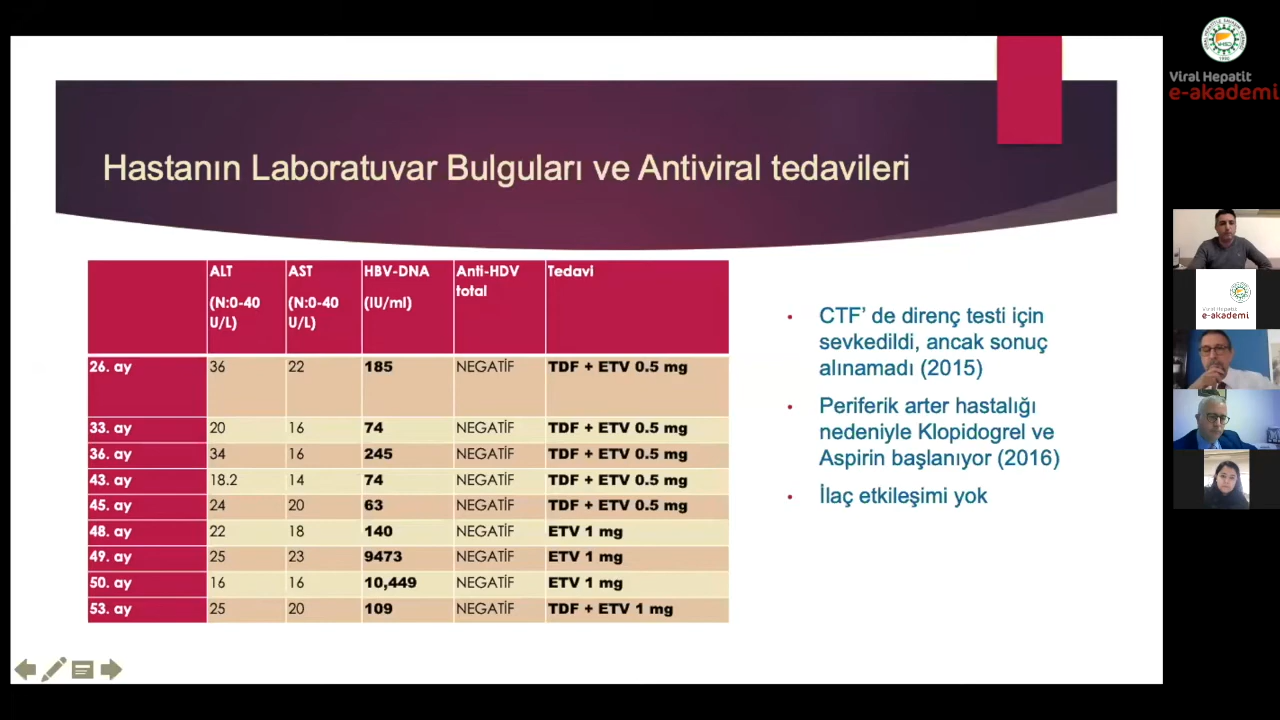 Viral Hepatit
e-akademi
Hastanın Laboratuvar Bulguları ve Antiviral tedavileri
ALT (N:0-40 U/L) AST (N:0-40 U/L) HBV-DNA (IU/ml) Anti-HDV total Tedavi
26. ay 36 22 185 NEGATİF TDF + ETV 0.5 mg
33. ay 20 16 74 NEGATİF TDF + ETV 0.5 mg
36. ay 34 16 245 NEGATİF TDF + ETV 0.5 mg
43. ay 18.2 14 74 NEGATİF TDF + ETV 0.5 mg
45. ay 24 20 63 NEGATİF TDF + ETV 0.5 mg
48. ay 22 18 140 NEGATİF ETV 1 mg
49. ay 25 23 9473 NEGATİF ETV 1 mg
50. ay 16 16 10,449 NEGATİF ETV 1 mg
53. ay 25 20 109 NEGATİF TDF + ETV 1 mg
• CTF’ de direnç testi için
sevkedildi, ancak sonuç
alınamadı (2015)
• Periferik arter hastalığı
nedeniyle Klopidogrel ve
Aspirin başlanıyor (2016)
• İlaç etkileşimi yok
Viral Hepatit
e-akademi